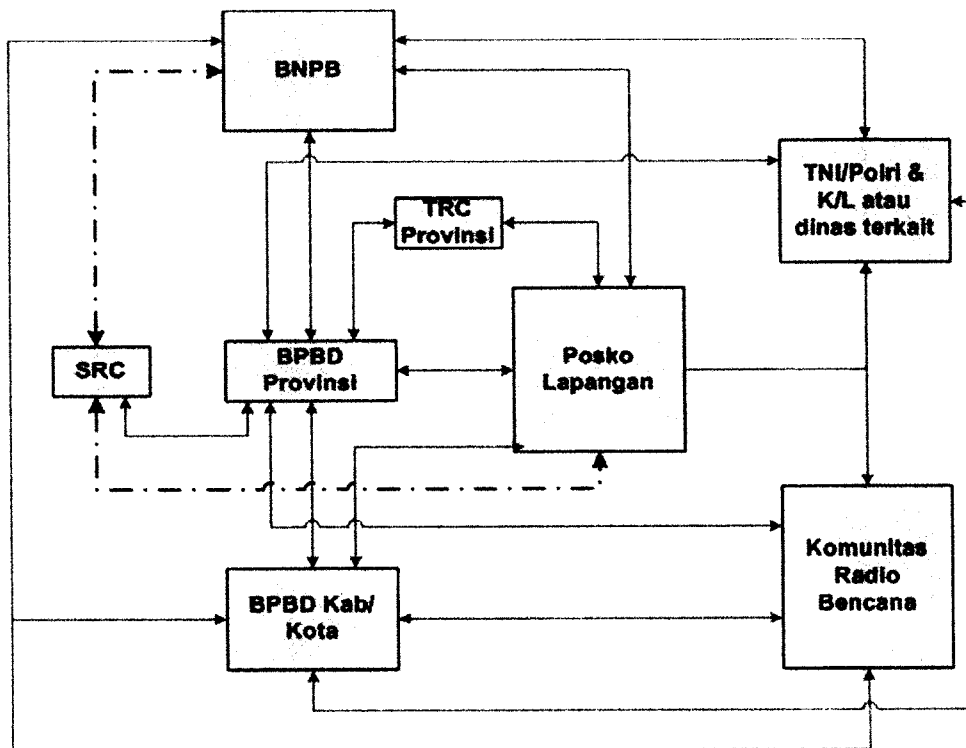 BNPB
TNI/Polri &
K/L atau
dinas terkait
TRC
Provinsi
SRC
BPBD
Provinsi
Posko
Lapangan
BPBD Kab/
Kota
Komunitas
Radio
Bencana